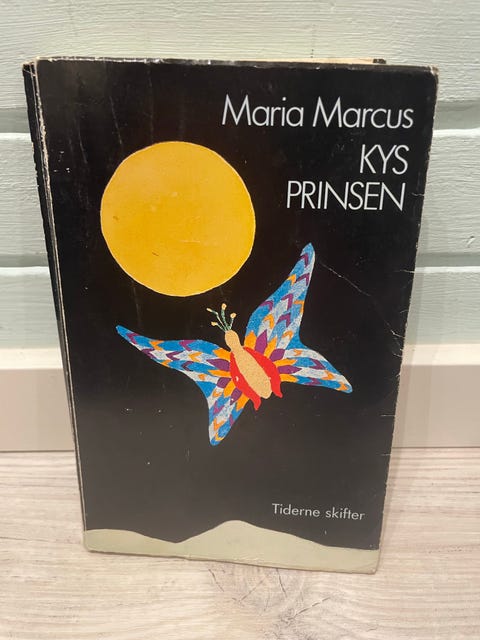 Maria Marcus
KYS
PRINSEN
Tiderne skifter